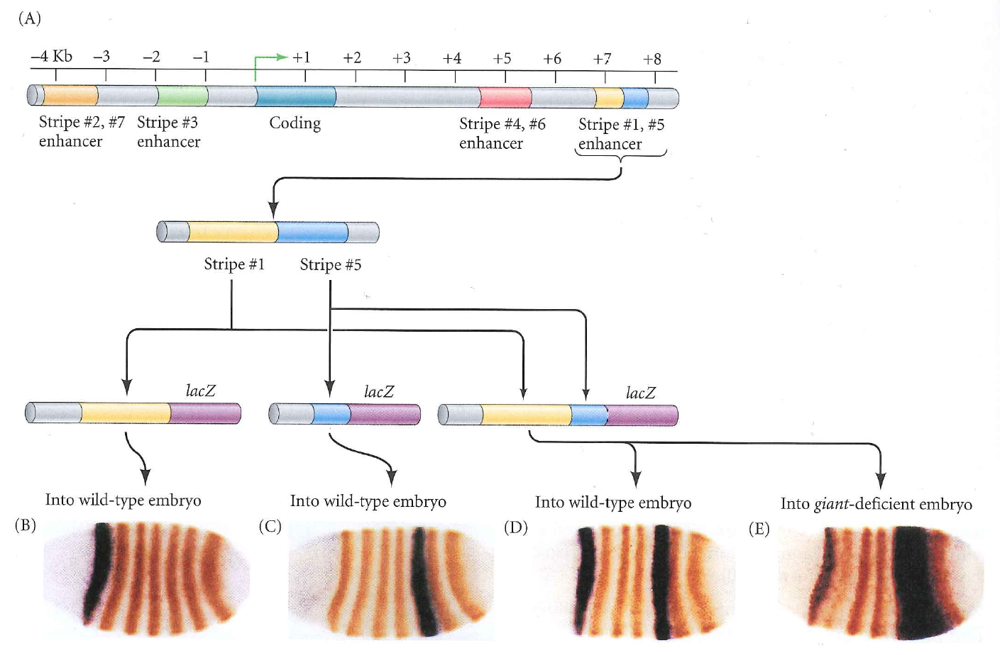 (A)
–4 Kb –3 –2 –1 +1 +2 +3 +4 +5 +6 +7 +8
Stripe #2, #7 enhancer
Stripe #3 enhancer
Coding
Stripe #4, #6 enhancer
Stripe #1, #5 enhancer
Stripe #1 Stripe #5
lacZ lacZ lacZ
Into wild-type embryo Into wild-type embryo Into wild-type embryo Into giant-deficient embryo
(B) (C) (D) (E)